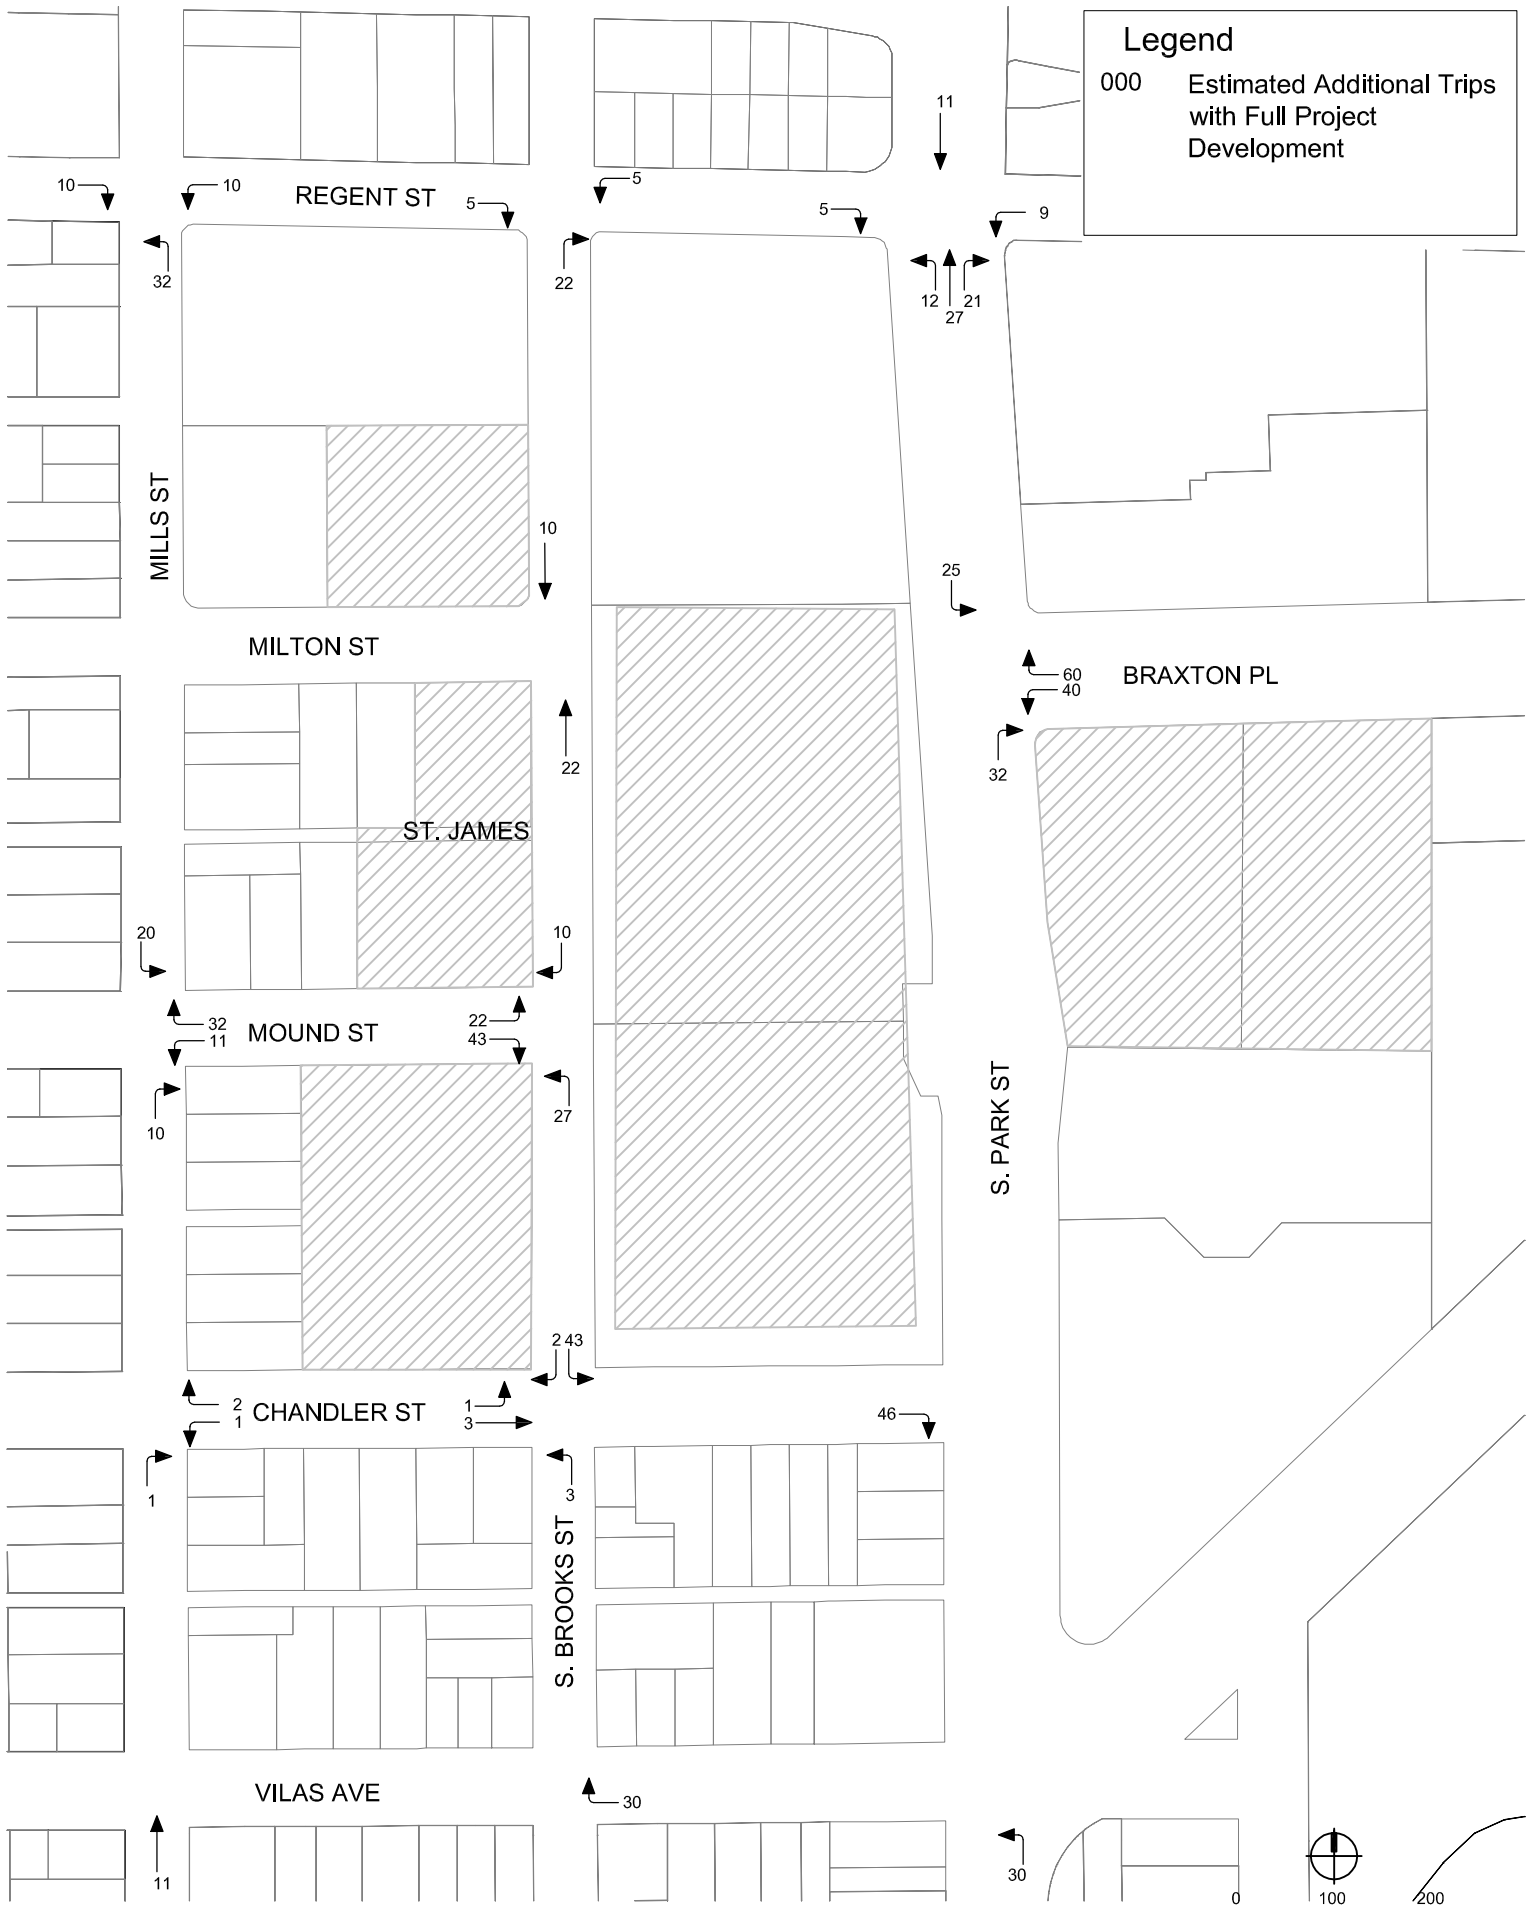 Legend
000 Estimated Additional Trips
with Full Project
Development
11
10
10
REGENT ST
5
5
5
9
32
22
12
21
27
MILLS ST
10
25
MILTON ST
60
BRAXTON PL
40
22
32
ST. JAMES
20
10
32
MOUND ST
22
11
43
10
27
S. PARK ST
2 43
2
CHANDLER ST
1
1
3
46
1
3
S. BROOKS ST
VILAS AVE
30
11
30
0
100
200